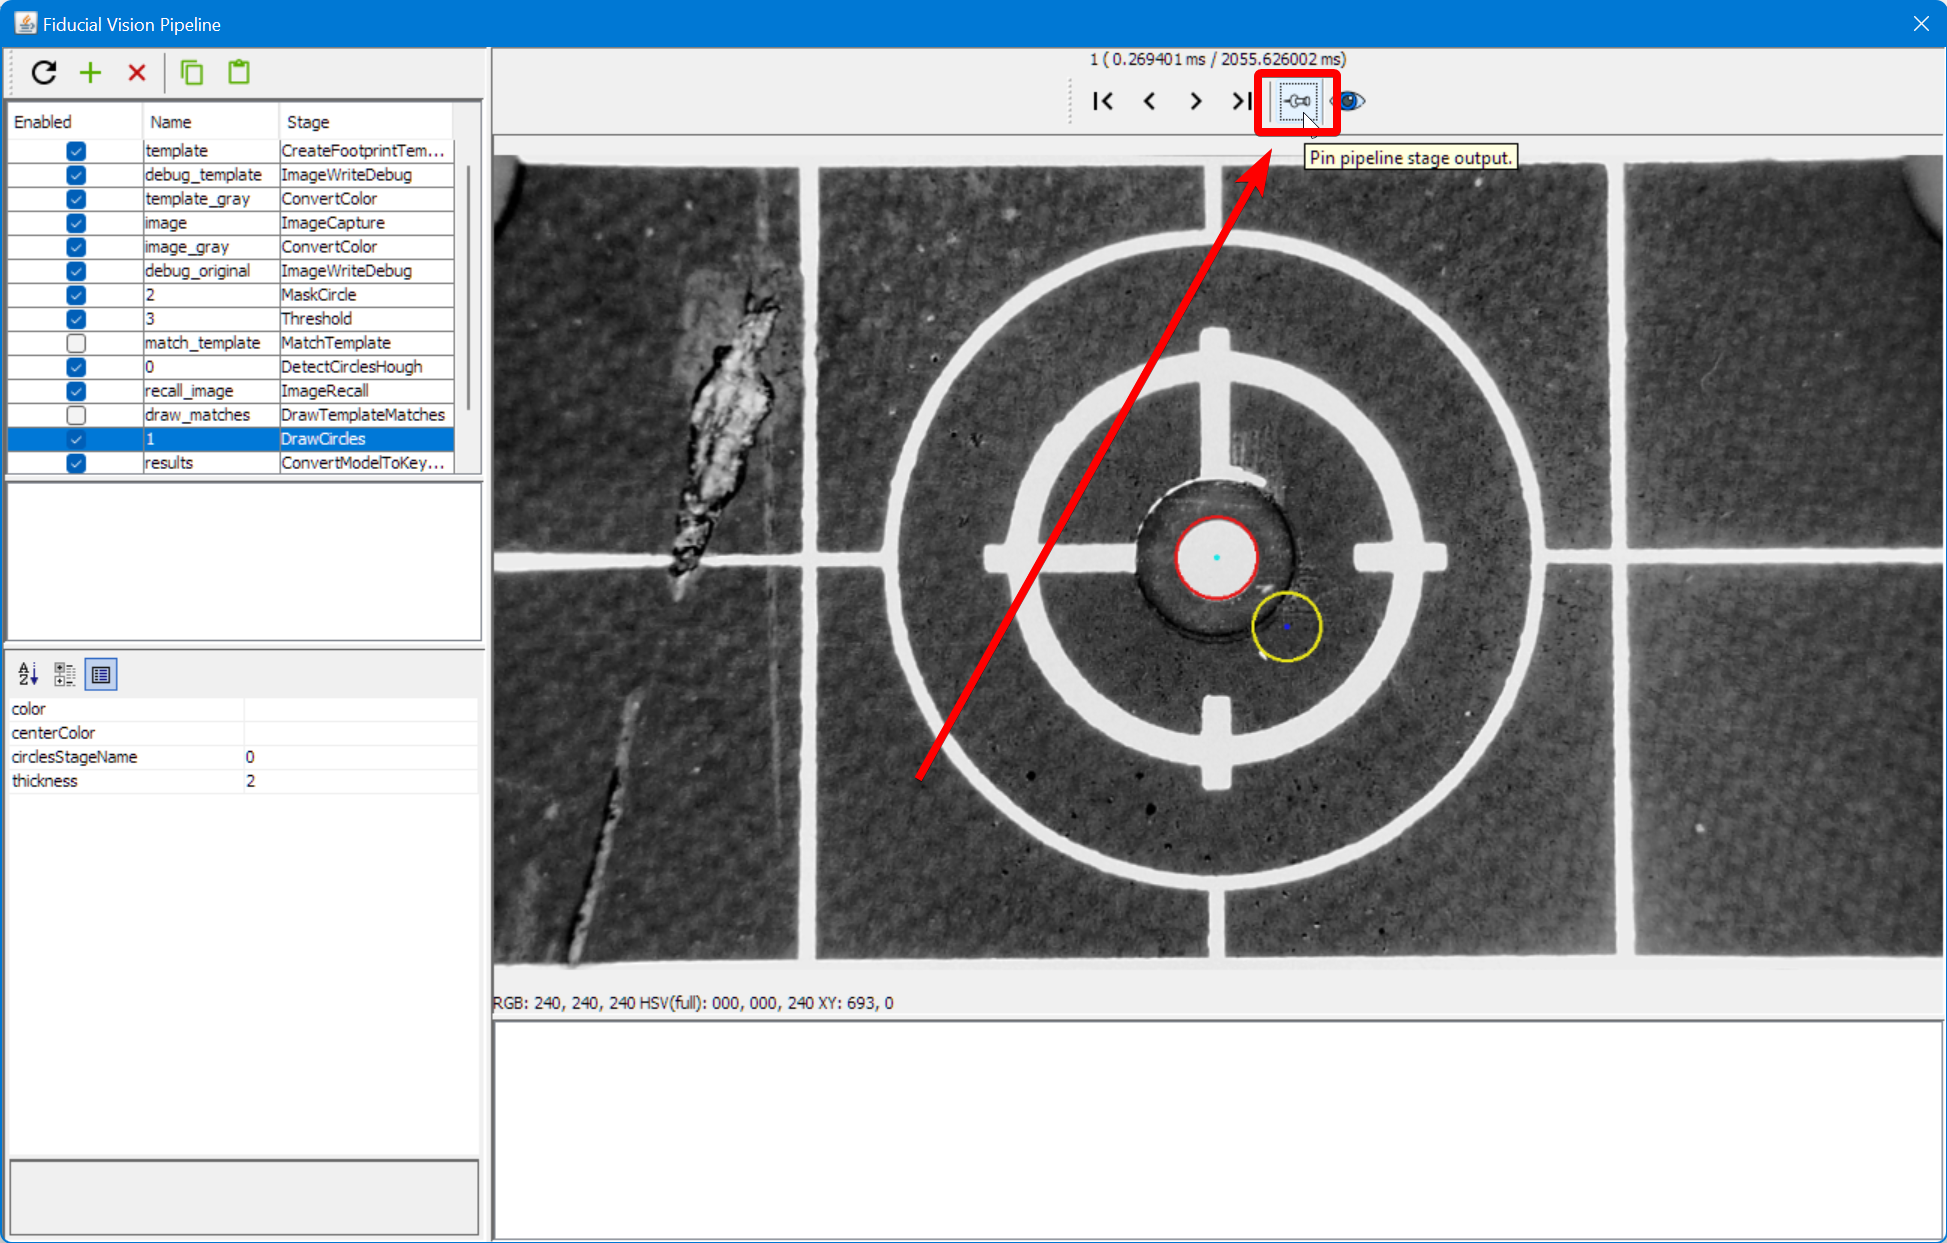 Fiducial Vision Pipeline
1 ( 0.269401 ms / 2055.626002 ms)
Pin pipeline stage output.
Enabled Name Stage
template CreateFootprintTem...
debug_template ImageWriteDebug
template_gray ConvertColor
image ImageCapture
image_gray ConvertColor
debug_original ImageWriteDebug
2 MaskCircle
3 Threshold
match_template MatchTemplate
0 DetectCirclesHough
recall_image ImageRecall
draw_matches DrawTemplateMatches
1 DrawCircles
results ConvertModelToKey...
A
Z
color
centerColor
circlesStageName 0
thickness 2
RGB: 240, 240, 240 HSV(full): 000, 000, 240 XY: 693, 0